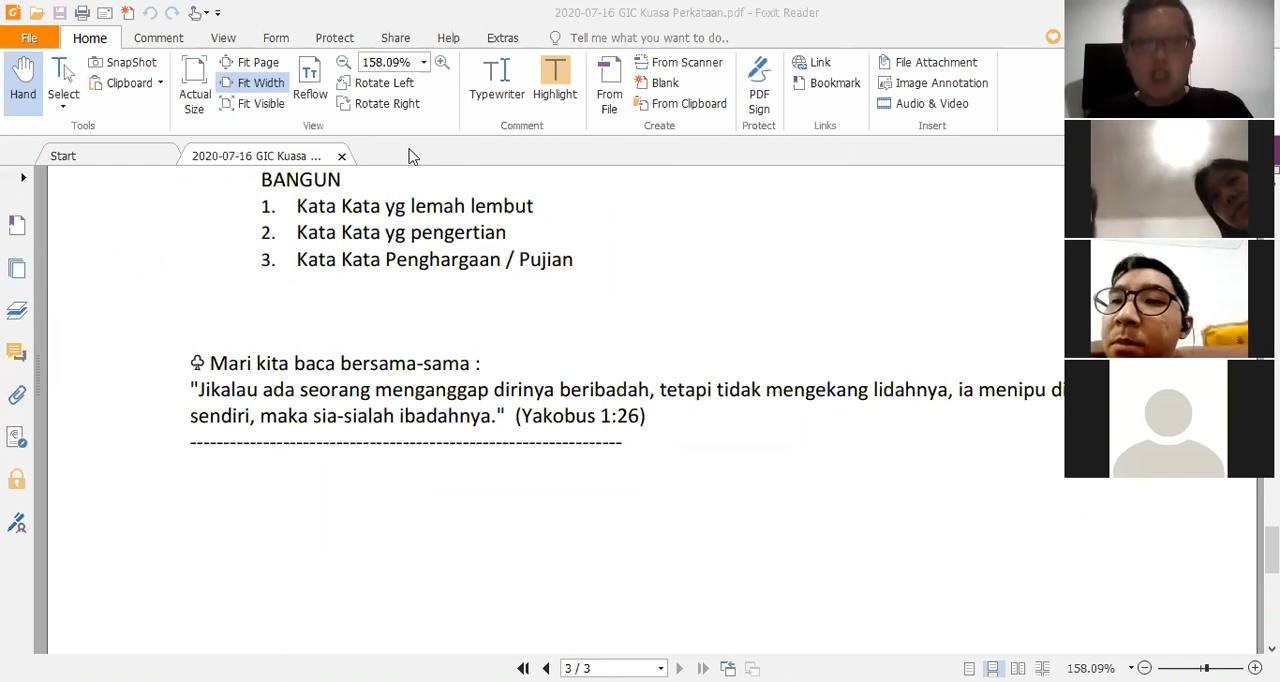 2020-07-16 GIC Kuasa Perkataan.pdf - Foxit Reader
File Home Comment View Form Protect Share Help Extras Tell me what you want to do..
Hand
Select
SnapShot
Clipboard
Tools
Actual Size
Fit Page
Fit Width
Fit Visible
Reflow
158.09%
Rotate Left
Rotate Right
View
Typewriter
Highlight
Comment
From File
From Scanner
Blank
From Clipboard
Create
PDF Sign
Protect
Link
Bookmark
Links
File Attachment
Image Annotation
Audio & Video
Insert
Start
2020-07-16 GIC Kuasa ...
BANGUN
1. Kata Kata yg lemah lembut
2. Kata Kata yg pengertian
3. Kata Kata Penghargaan / Pujian
Mari kita baca bersama-sama :
"Jikalau ada seorang menganggap dirinya beribadah, tetapi tidak mengekang lidahnya, ia menipu di
sendiri, maka sia-sialah ibadahnya." (Yakobus 1:26)
-----------------------------------------------------------------
3 / 3
158.09%